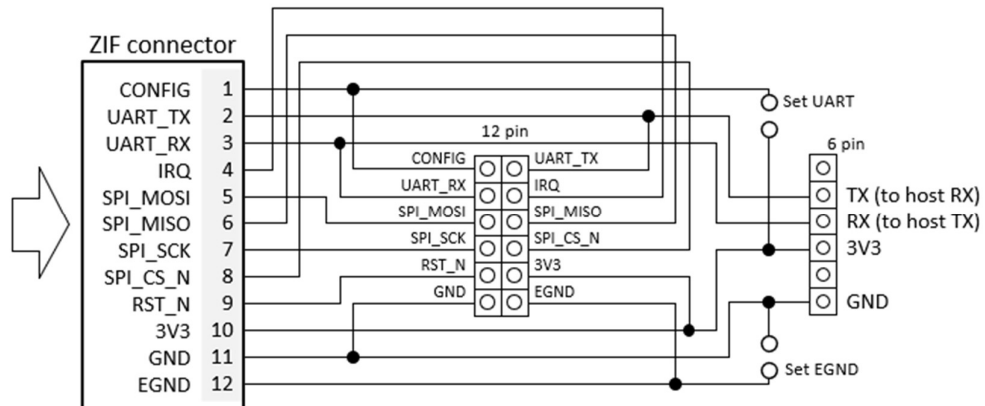 ZIF connector
CONFIG 1
UART_TX 2
UART_RX 3
IRQ 4
SPI_MOSI 5
SPI_MISO 6
SPI_SCK 7
SPI_CS_N 8
RST_N 9
3V3 10
GND 11
EGND 12
12 pin
CONFIG UART_TX
UART_RX IRQ
SPI_MOSI SPI_MISO
SPI_SCK SPI_CS_N
RST_N 3V3
GND EGND
Set UART
6 pin
TX (to host RX)
RX (to host TX)
3V3
GND
Set EGND